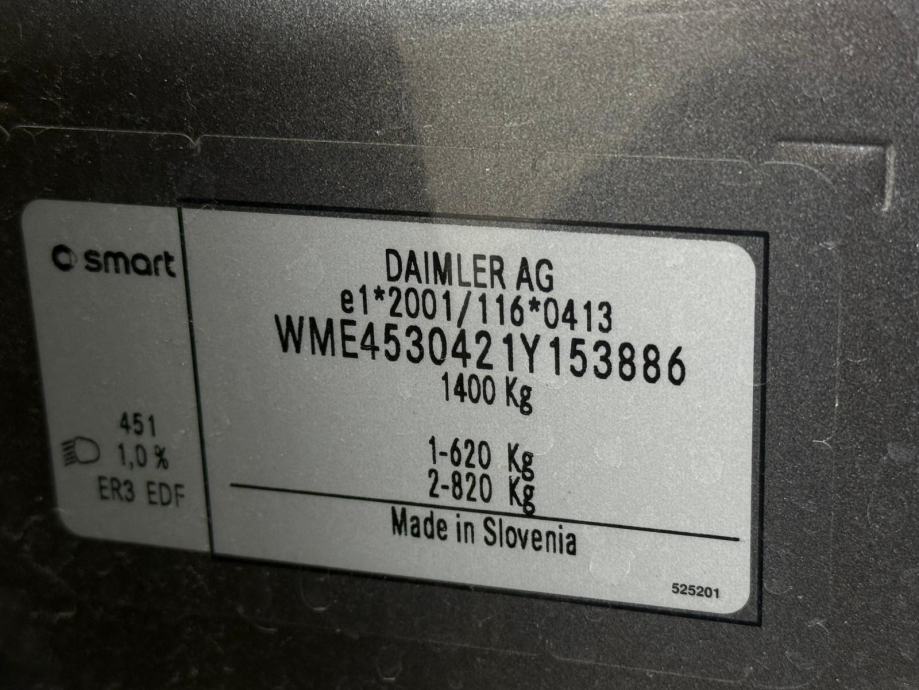 smart
451
1,0 %
ER3 EDF
DAIMLER AG
e1*2001/116*0413
WME4530421Y153886
1400 Kg
1-620 Kg
2-820 Kg
Made in Slovenia
525201